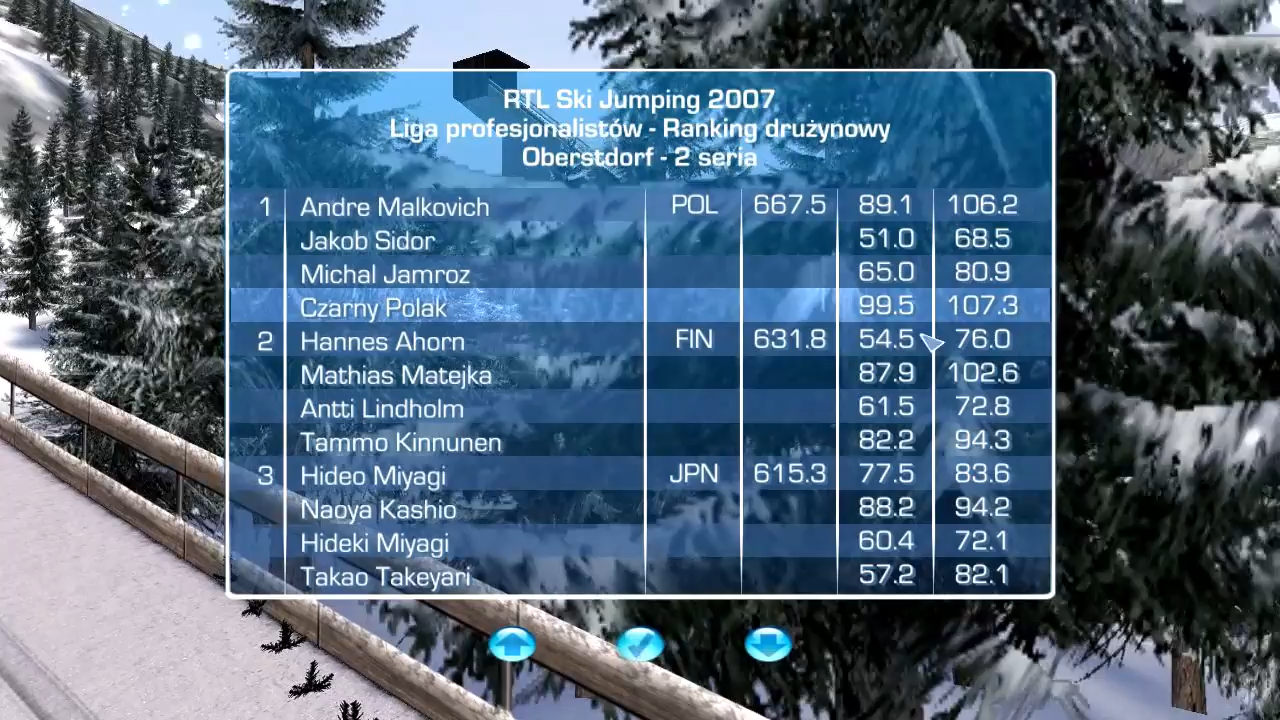 RTL Ski Jumping 2007
Liga profesjonalistów - Ranking drużynowy
Oberstdorf - 2 seria
1 Andre Malkovich POL 667.5 89.1 106.2
Jakob Sidor 51.0 68.5
Michal Jamroz 65.0 80.9
Czarny Polak 99.5 107.3
2 Hannes Ahorn FIN 631.8 54.5 76.0
Mathias Matejka 87.9 102.6
Antti Lindholm 61.5 72.8
Tammo Kinnunen 82.2 94.3
3 Hideo Miyagi JPN 615.3 77.5 83.6
Naoya Kashio 88.2 94.2
Hideki Miyagi 60.4 72.1
Takao Takeyari 57.2 82.1